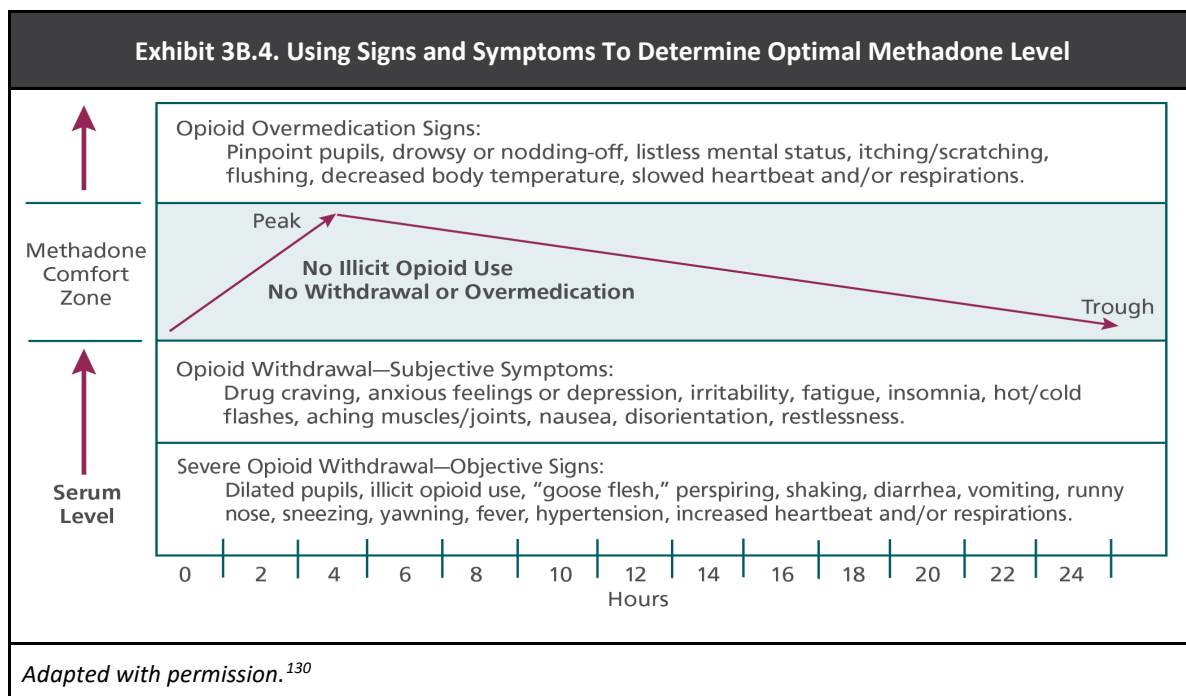 Exhibit 3B.4. Using Signs and Symptoms To Determine Optimal Methadone Level
Opioid Overmedication Signs:
Pinpoint pupils, drowsy or nodding-off, listless mental status, itching/scratching,
flushing, decreased body temperature, slowed heartbeat and/or respirations.
Methadone
Comfort
Zone
Peak
No Illicit Opioid Use
No Withdrawal or Overmedication
Trough
Opioid Withdrawal—Subjective Symptoms:
Drug craving, anxious feelings or depression, irritability, fatigue, insomnia, hot/cold
flashes, aching muscles/joints, nausea, disorientation, restlessness.
Severe Opioid Withdrawal—Objective Signs:
Dilated pupils, illicit opioid use, “goose flesh,” perspiring, shaking, diarrhea, vomiting, runny
nose, sneezing, yawning, fever, hypertension, increased heartbeat and/or respirations.
Serum
Level
0 2 4 6 8 10 12 14 16 18 20 22 24
Hours
Adapted with permission.130